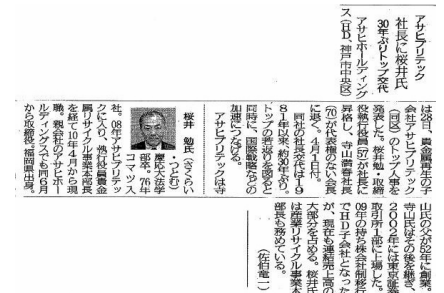 アサヒプリテック
社長に桜井氏
30年ぶりトップ交代
アサヒホールディング
ス(HD、神戸市中央区)
は28日、貴金属再生の子
会社アサヒプリテック
(同区)のトップ人事を
発表した。桜井勉・取締
役執行役員(57)が社長に
昇格し、寺山満春社長
(70)が代表権のない会長
に退く。4月1日付。
同社の社長交代は19
81年以来、約30年ぶり。
トップの若返りを図ると
同時に、国際戦略などの
加速につなげる。
アサヒプリテックは寺
山氏の父が52年に創業。
寺山氏はその後を継ぎ、
2002年には東京証券
取引所1部に上場した。
09年の持ち株会社制移行
でHD子会社となった
が、現在も連結売上高の
大部分を占める。桜井氏
は産業リサイクル事業本
部長も務めている。
(佐伯竜一)
桜井 勉氏(さくらい
・つとむ)
慶応大法学
部卒。76年
コマツ入
社。08年アサヒプリテッ
クに入り、執行役員貴金
属リサイクル事業本部長
を経て10年4月から現
職。親会社のアサヒホー
ルディングスでも同6月
から取締役。福岡県出身。